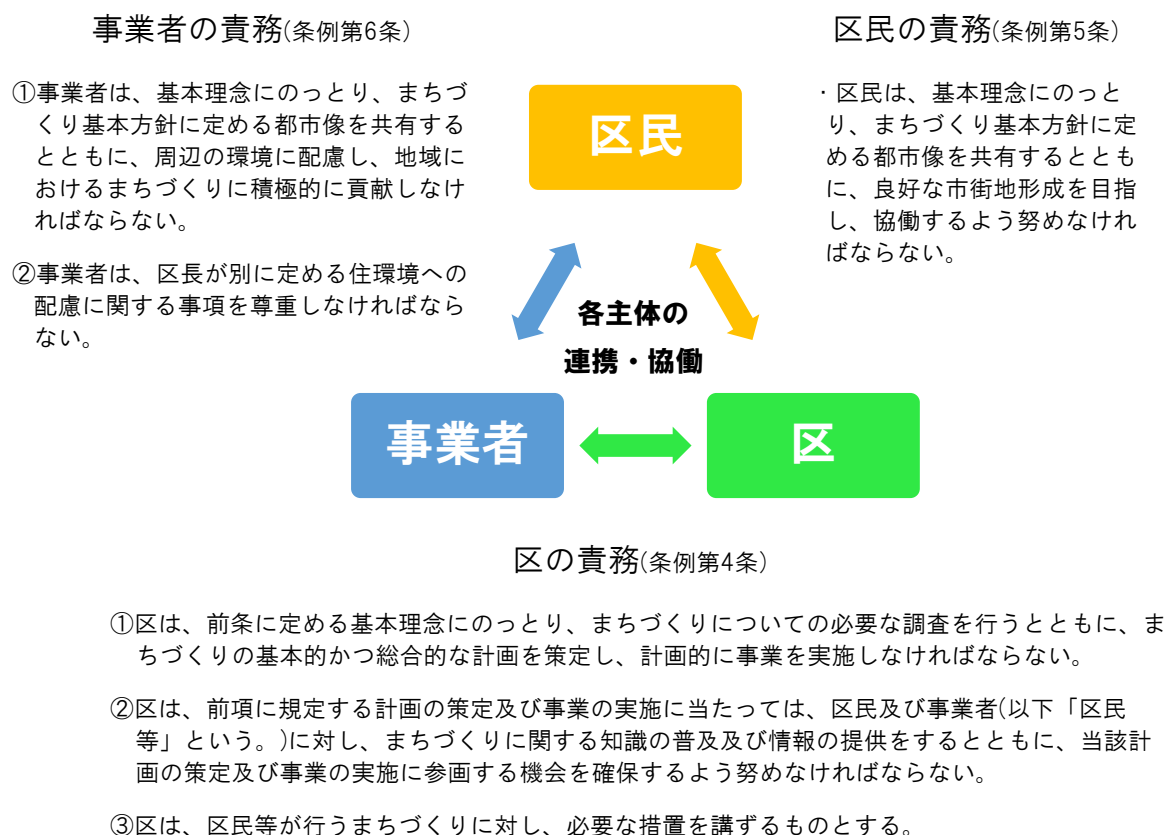 事業者の責務(条例第6条)
①事業者は、基本理念にのっとり、まちづ
くり基本方針に定める都市像を共有する
とともに、周辺の環境に配慮し、地域に
おけるまちづくりに積極的に貢献しなけ
ればならない。
②事業者は、区長が別に定める住環境への
配慮に関する事項を尊重しなければなら
ない。
区民の責務(条例第5条)
・区民は、基本理念にのっと
り、まちづくり基本方針に定
める都市像を共有するととも
に、良好な市街地形成を目指
し、協働するよう努めなけれ
ばならない。
区民
各主体の
連携・協働
事業者
区
区の責務(条例第4条)
①区は、前条に定める基本理念にのっとり、まちづくりについての必要な調査を行うとともに、ま
ちづくりの基本的かつ総合的な計画を策定し、計画的に事業を実施しなければならない。
②区は、前項に規定する計画の策定及び事業の実施に当たっては、区民及び事業者(以下「区民
等」という。)に対し、まちづくりに関する知識の普及及び情報の提供をするとともに、当該計
画の策定及び事業の実施に参画する機会を確保するよう努めなければならない。
③区は、区民等が行うまちづくりに対し、必要な措置を講ずるものとする。